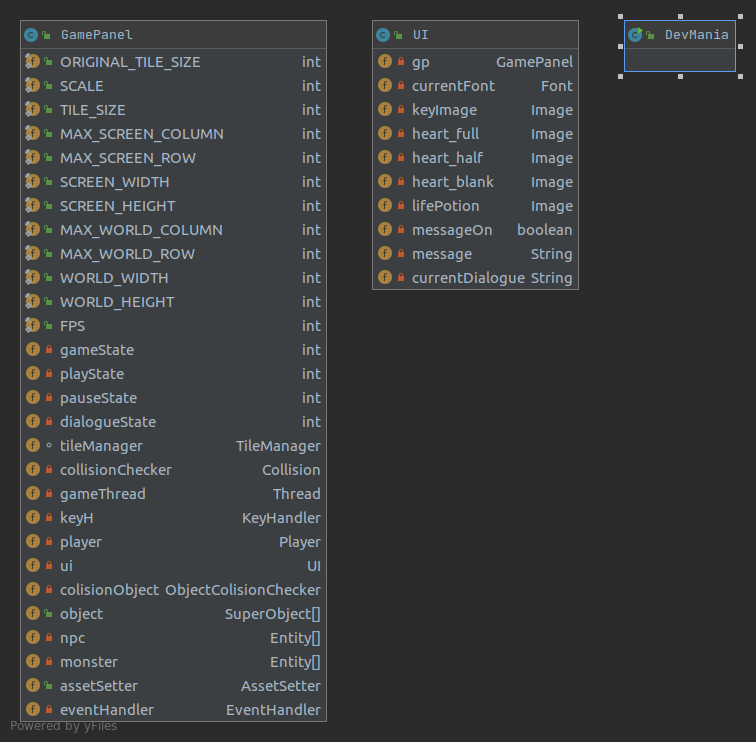 GamePanel
ORIGINAL_TILE_SIZE int
SCALE int
TILE_SIZE int
MAX_SCREEN_COLUMN int
MAX_SCREEN_ROW int
SCREEN_WIDTH int
SCREEN_HEIGHT int
MAX_WORLD_COLUMN int
MAX_WORLD_ROW int
WORLD_WIDTH int
WORLD_HEIGHT int
FPS int
gameState int
playState int
pauseState int
dialogueState int
tileManager TileManager
collisionChecker Collision
gameThread Thread
keyH KeyHandler
player Player
ui UI
colisionObject ObjectColisionChecker
object SuperObject[]
npc Entity[]
monster Entity[]
assetSetter AssetSetter
eventHandler EventHandler
UI
gp GamePanel
currentFont Font
keyImage Image
heart_full Image
heart_half Image
heart_blank Image
lifePotion Image
messageOn boolean
message String
currentDialogue String
DevMania
Powered by yFiles